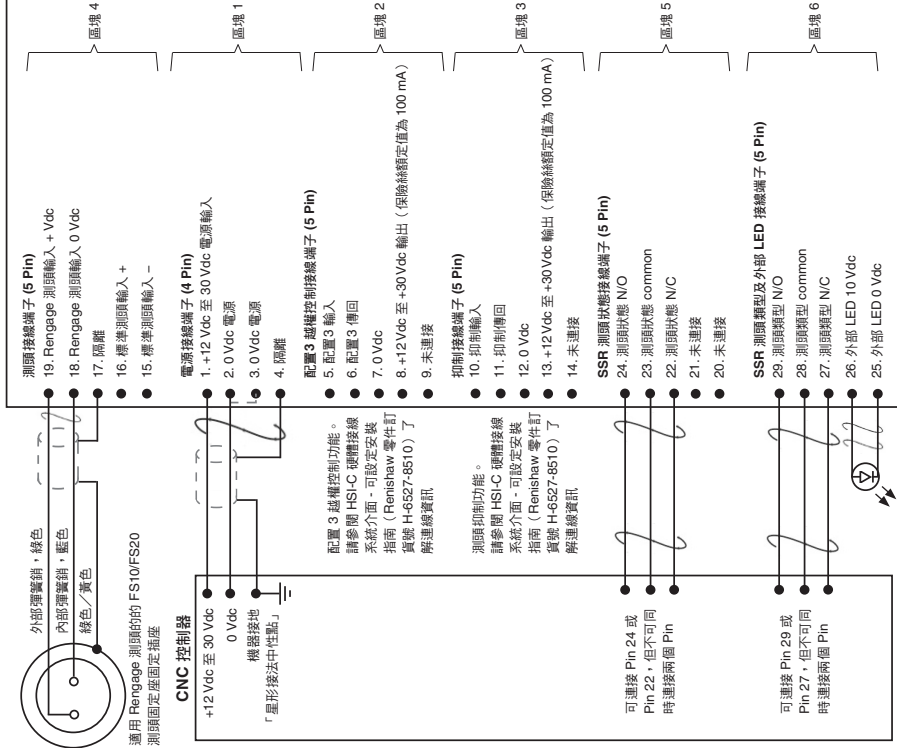 外部彈簧銷，綠色
內部彈簧銷，藍色
綠色／黃色
適用 Rengage 測頭的的 FS10/FS20
測頭固定座固定插座
測頭接線端子 (5 Pin)
19. Rengage 測頭輸入 + Vdc
18. Rengage 測頭輸入 0 Vdc
17. 隔離
16. 標準測頭輸入 +
15. 標準測頭輸入 –
區塊 4
CNC 控制器
+12 Vdc 至 30 Vdc
0 Vdc
機器接地
「星形接法中性點」
電源接線端子 (4 Pin)
1. +12 Vdc 至 30 Vdc 電源輸入
2. 0 Vdc 電源
3. 0 Vdc 電源
4. 隔離
區塊 1
配置 3 越權控制功能。
請參閱 HSI-C 硬體接線
系統介面 - 可設定安裝
指南（Renishaw 零件訂
貨號 H-6527-8510）了
解連線資訊
配置 3 越權控制接線端子 (5 Pin)
5. 配置 3 輸入
6. 配置 3 傳回
7. 0 Vdc
8. +12 Vdc 至 +30 Vdc 輸出（保險絲額定值為 100 mA）
9. 未連接
區塊 2
測頭抑制功能。
請參閱 HSI-C 硬體接線
系統介面 - 可設定安裝
指南（Renishaw 零件訂
貨號 H-6527-8510）了
解連線資訊
抑制接線端子 (5 Pin)
10. 抑制輸入
11. 抑制傳回
12. 0 Vdc
13. +12 Vdc 至 +30 Vdc 輸出（保險絲額定值為 100 mA）
14. 未連接
區塊 3
可連接 Pin 24 或
Pin 22，但不可同
時連接兩個 Pin
SSR 測頭狀態接線端子 (5 Pin)
24. 測頭狀態 N/O
23. 測頭狀態 common
22. 測頭狀態 N/C
21. 未連接
20. 未連接
區塊 5
可連接 Pin 29 或
Pin 27，但不可同
時連接兩個 Pin
SSR 測頭類型及外部 LED 接線端子 (5 Pin)
29. 測頭類型 N/O
28. 測頭類型 common
27. 測頭類型 N/C
26. 外部 LED 10 Vdc
25. 外部 LED 0 Vdc
區塊 6